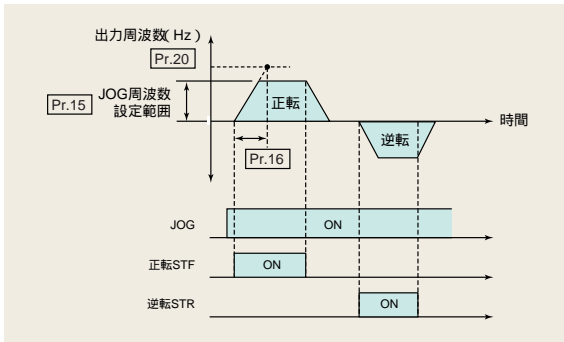 出力周波数(Hz)
Pr.20
Pr.15
JOG周波数
設定範囲
正転
時間
逆転
Pr.16
JOG
ON
正転STF
ON
逆転STR
ON